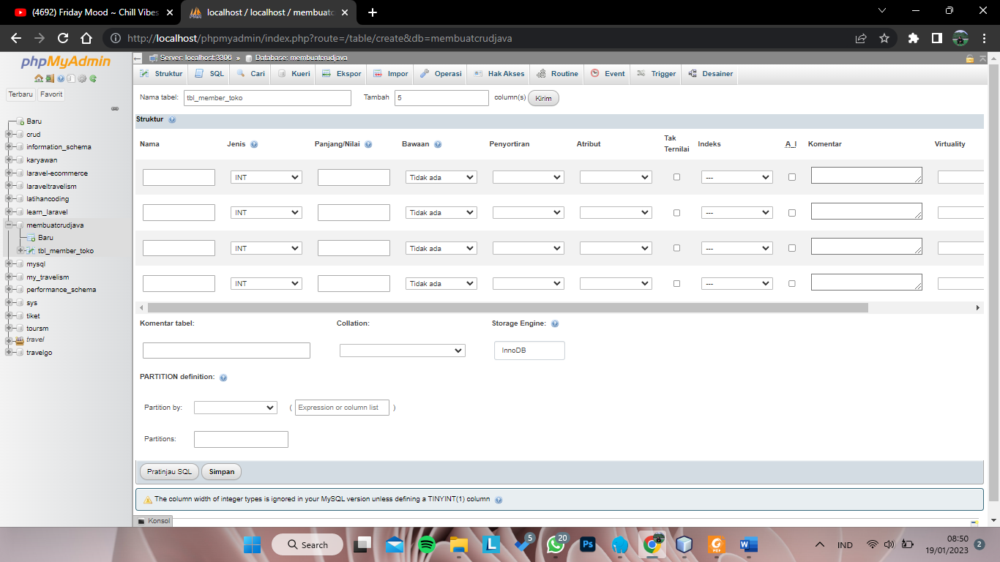 (4692) Friday Mood ~ Chill Vibes
localhost / localhost / membuatc
http://localhost/phpmyadmin/index.php?route=/table/create&db=membuatcrudjava
phpMyAdmin
Terbaru Favorit
Baru
crud
information_schema
karyawan
laravel-ecommerce
laraveltravelism
latihancoding
learn_laravel
membuatcrudjava
Baru
tbl_member_toko
mysql
my_travelism
performance_schema
sys
tiket
toursm
travel
travelgo
Server: localhost:3306 » Database: membuatcrudjava
Struktur SQL Cari Kueri Ekspor Impor Operasi Hak Akses Routine Event Trigger Desainer
Nama tabel: tbl_member_toko Tambah 5 column(s) Kirim
Struktur
Nama Jenis Panjang/Nilai Bawaan Penyortiran Atribut Tak Ternilai Indeks A_I Komentar Virtuality
INT Tidak ada ---
INT Tidak ada ---
INT Tidak ada ---
INT Tidak ada ---
Komentar tabel: Collation: Storage Engine:
InnoDB
PARTITION definition:
Partition by: ( Expression or column list )
Partitions:
Pratinjau SQL Simpan
The column width of integer types is ignored in your MySQL version unless defining a TINYINT(1) column
Konsol
Search
5
20
Ps
L
PDF
W
IND
08:50
19/01/2023
2